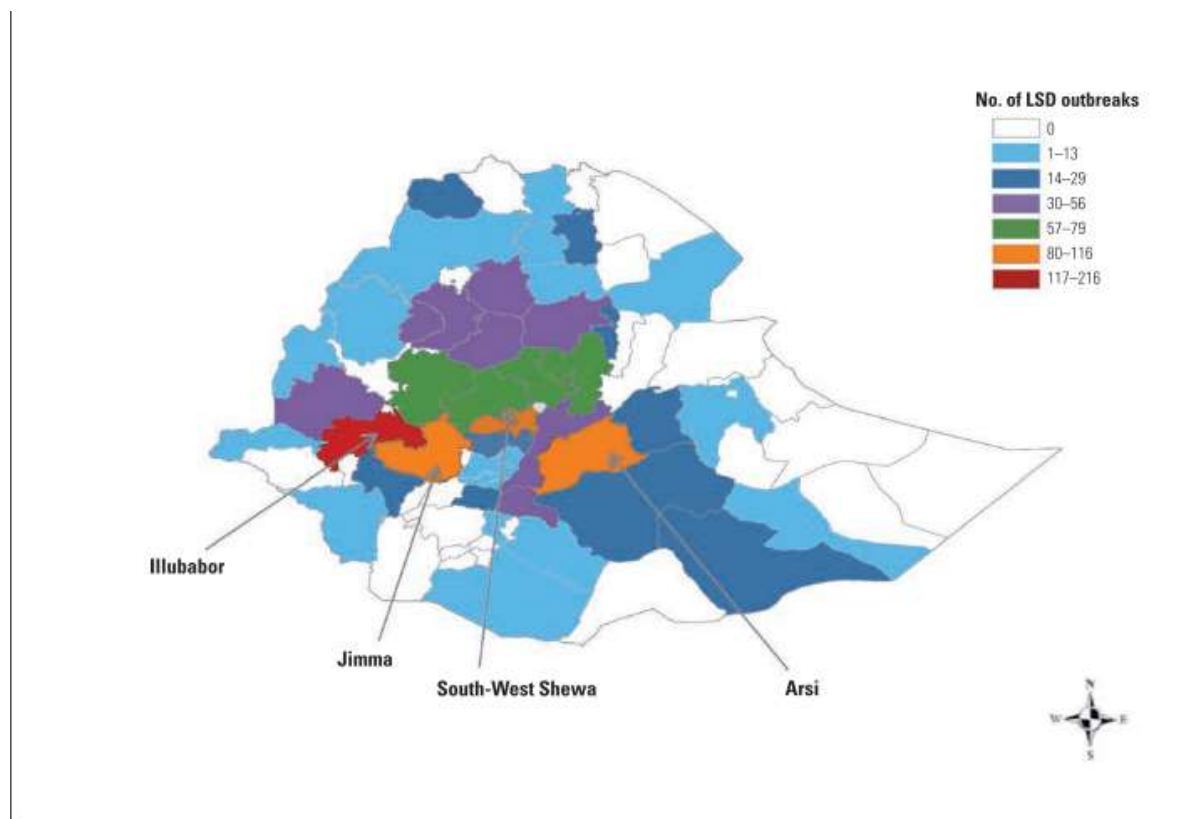 No. of LSD outbreaks
0
1–13
14–29
30–56
57–79
80–116
117–216
Illubabor
Jimma
South-West Shewa
Arsi
N
W E
S